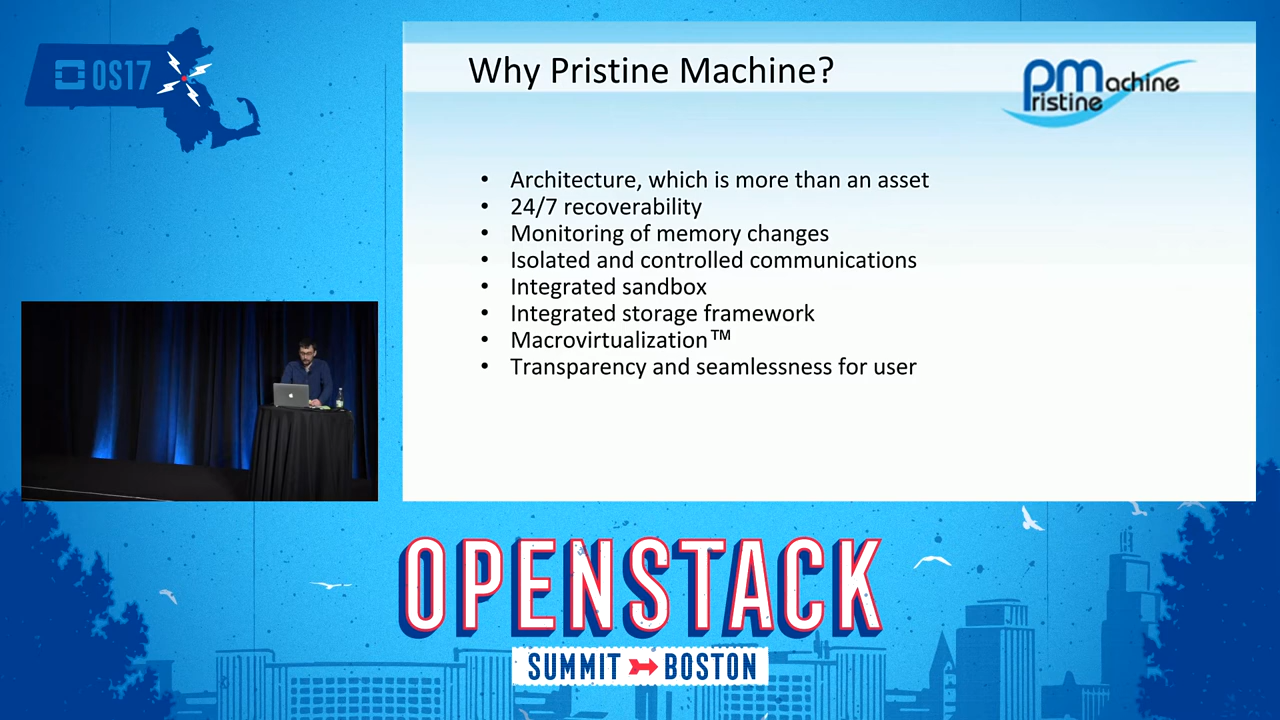 OS17
Why Pristine Machine?
Pristine Machine
• Architecture, which is more than an asset
• 24/7 recoverability
• Monitoring of memory changes
• Isolated and controlled communications
• Integrated sandbox
• Integrated storage framework
• Macrovirtualization™
• Transparency and seamlessness for user
OPENSTACK
SUMMIT BOSTON